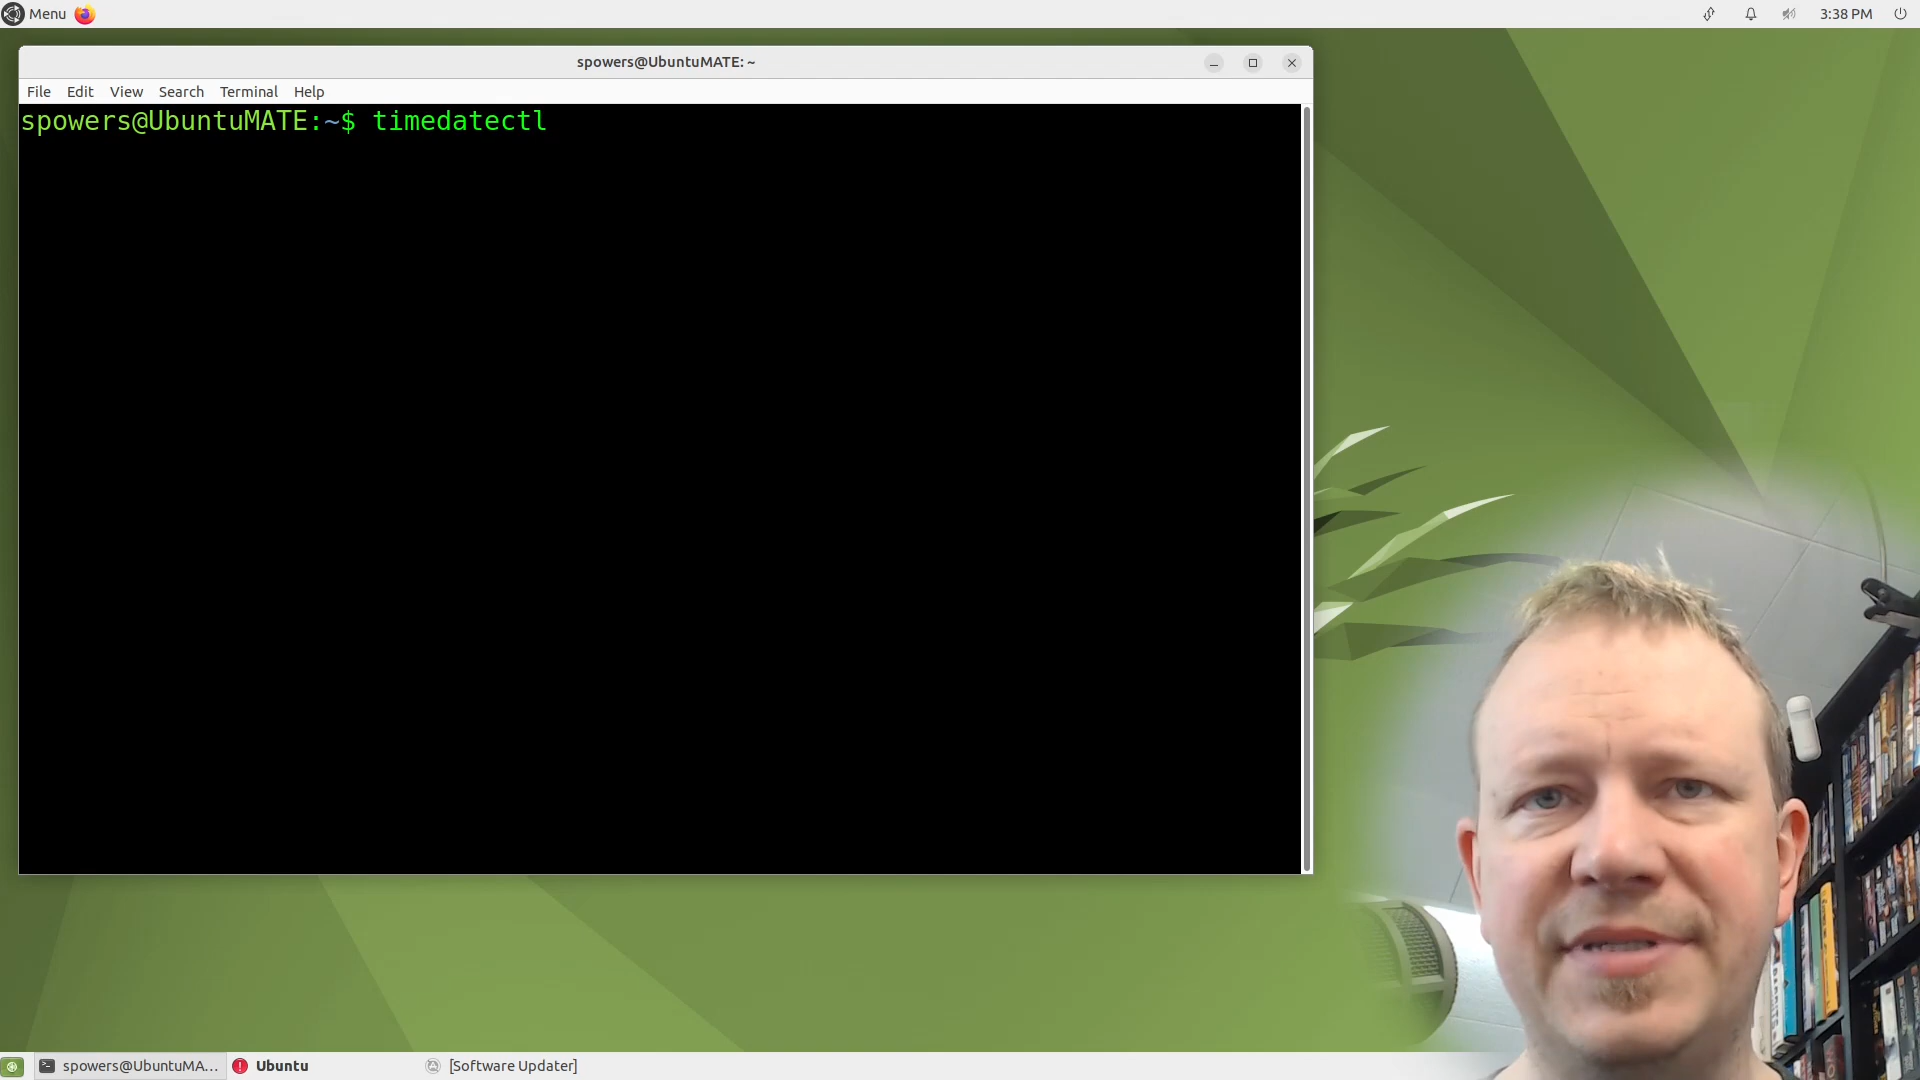 Menu
3:38 PM
spowers@UbuntuMATE: ~
File Edit View Search Terminal Help
spowers@UbuntuMATE:~$ timedatectl
spowers@UbuntuMA...
Ubuntu
[Software Updater]